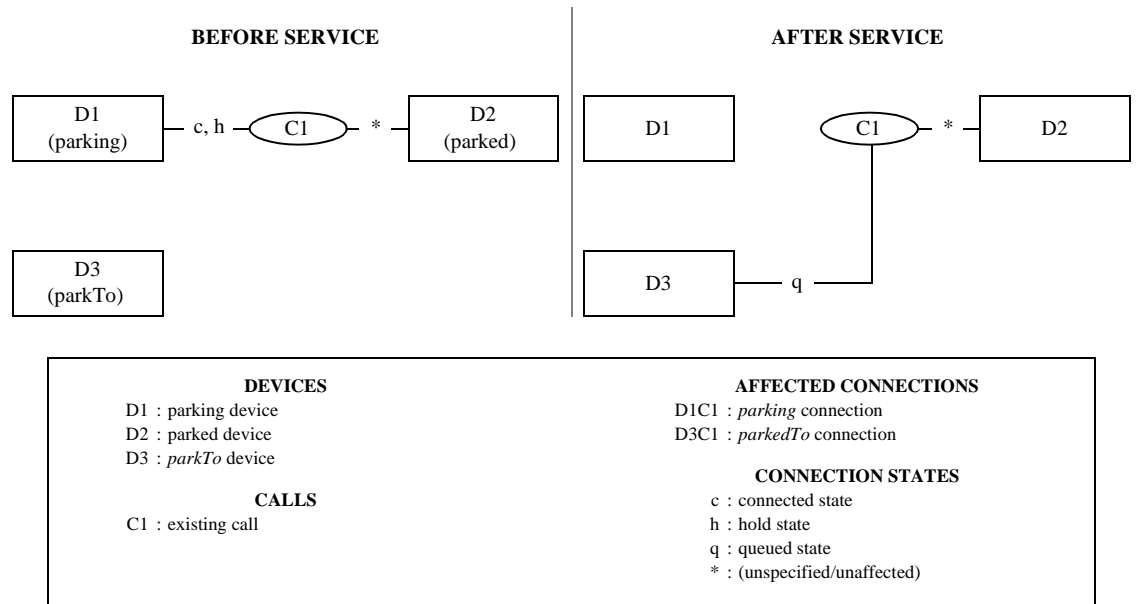 BEFORE SERVICE
AFTER SERVICE
D1
(parking)
c, h
C1
*
D2
(parked)
D1
C1
*
D2
D3
(parkTo)
D3
q
DEVICES
D1 : parking device
D2 : parked device
D3 : parkTo device
CALLS
C1 : existing call
AFFECTED CONNECTIONS
D1C1 : parking connection
D3C1 : parkedTo connection
CONNECTION STATES
c : connected state
h : hold state
q : queued state
* : (unspecified/unaffected)